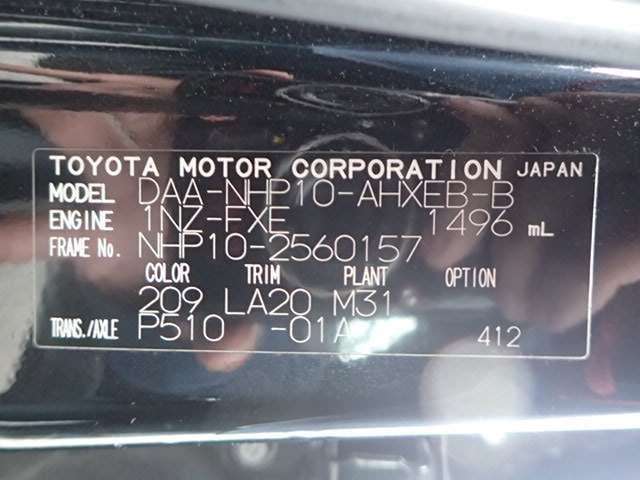 TOYOTA MOTOR CORPORATION JAPAN
MODEL DAA-NHP10-AHXEB-B
ENGINE 1NZ-FXE 1496 mL
FRAME No. NHP10-2560157
COLOR TRIM PLANT OPTION
209 LA20 M31
TRANS./AXLE P510 -01A 412